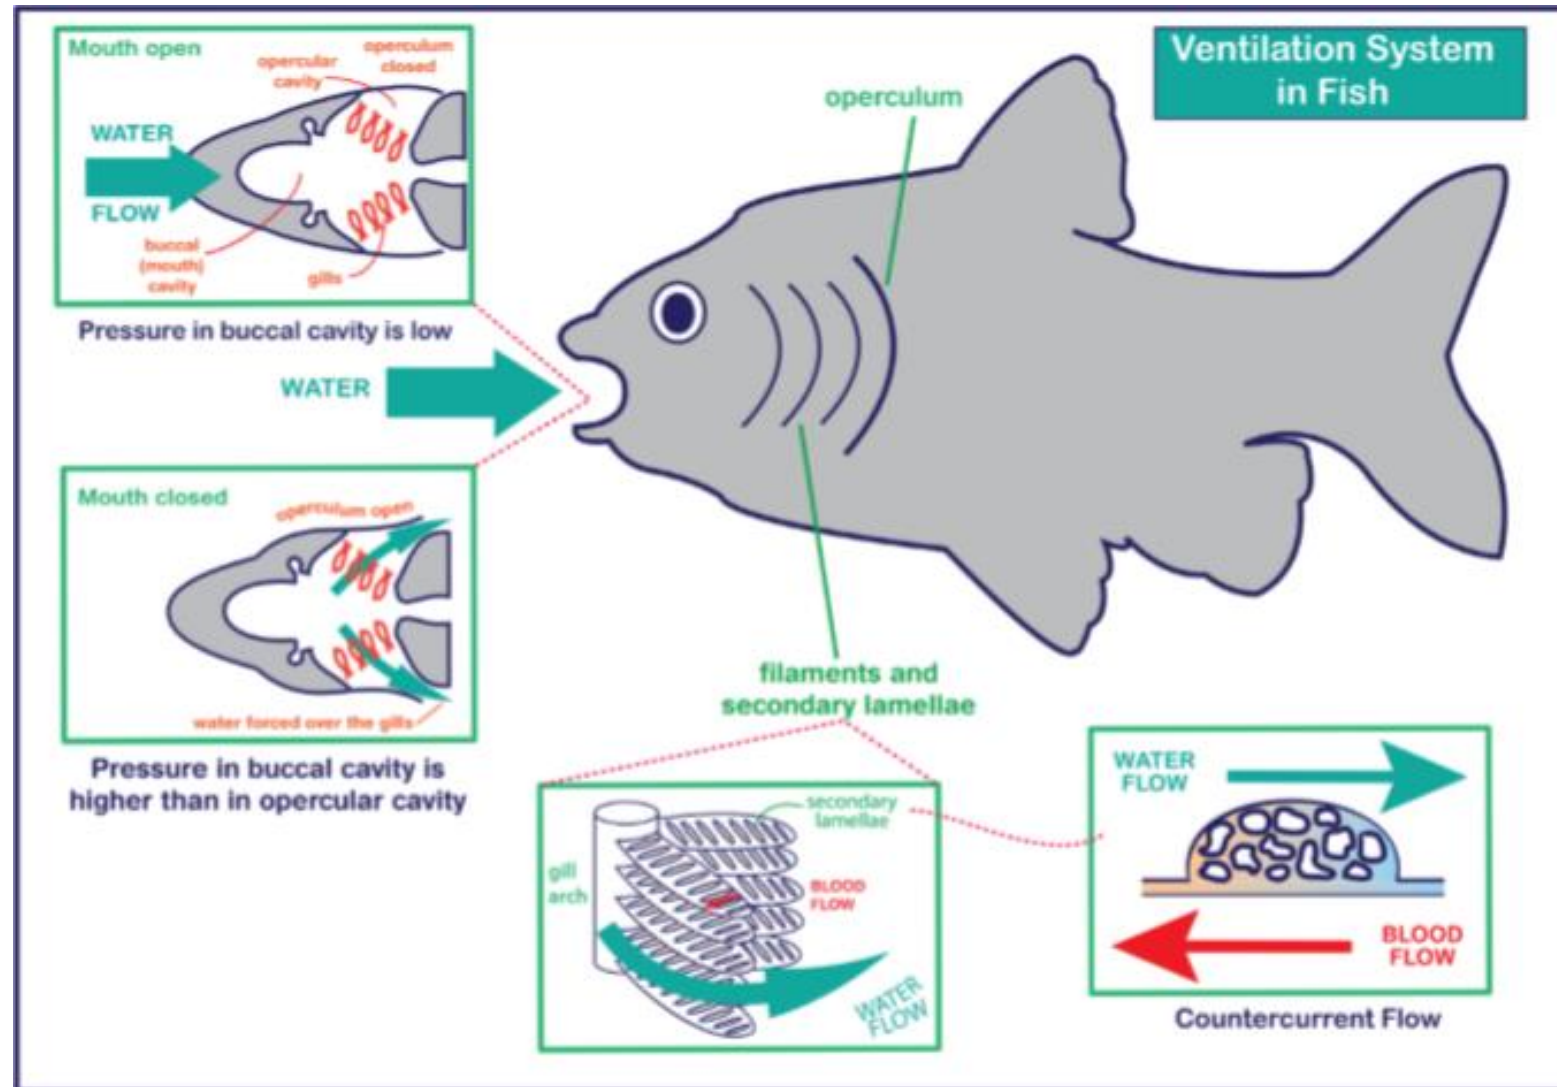 Ventilation System
in Fish
Mouth open
opercular
cavity
operculum
closed
WATER
FLOW
buccal
(mouth)
cavity
gills
Pressure in buccal cavity is low
operculum
WATER
Mouth closed
operculum open
water forced over the gills
Pressure in buccal cavity is
higher than in opercular cavity
filaments and
secondary lamellae
secondary
lamellae
gill
arch
BLOOD
FLOW
WATER
FLOW
WATER
FLOW
BLOOD
FLOW
Countercurrent Flow